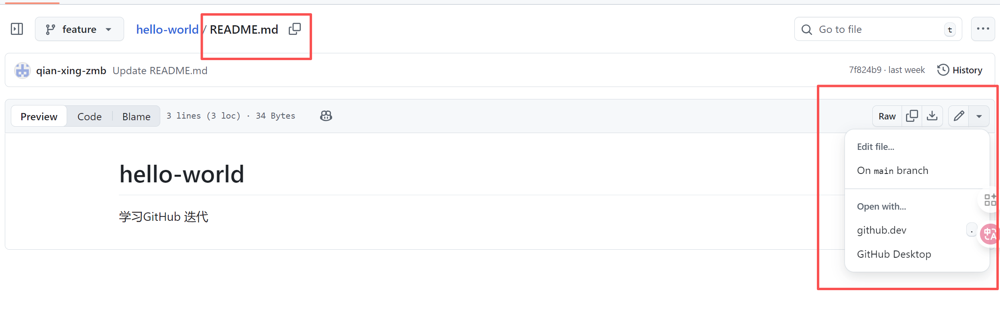 feature
hello-world / README.md
Go to file
t
qian-xing-zmb Update README.md
7f824b9 · last week
History
Preview
Code
Blame
3 lines (3 loc) · 34 Bytes
Raw
Edit file...
On main branch
Open with...
github.dev
.
GitHub Desktop
中A
hello-world
学习GitHub 迭代